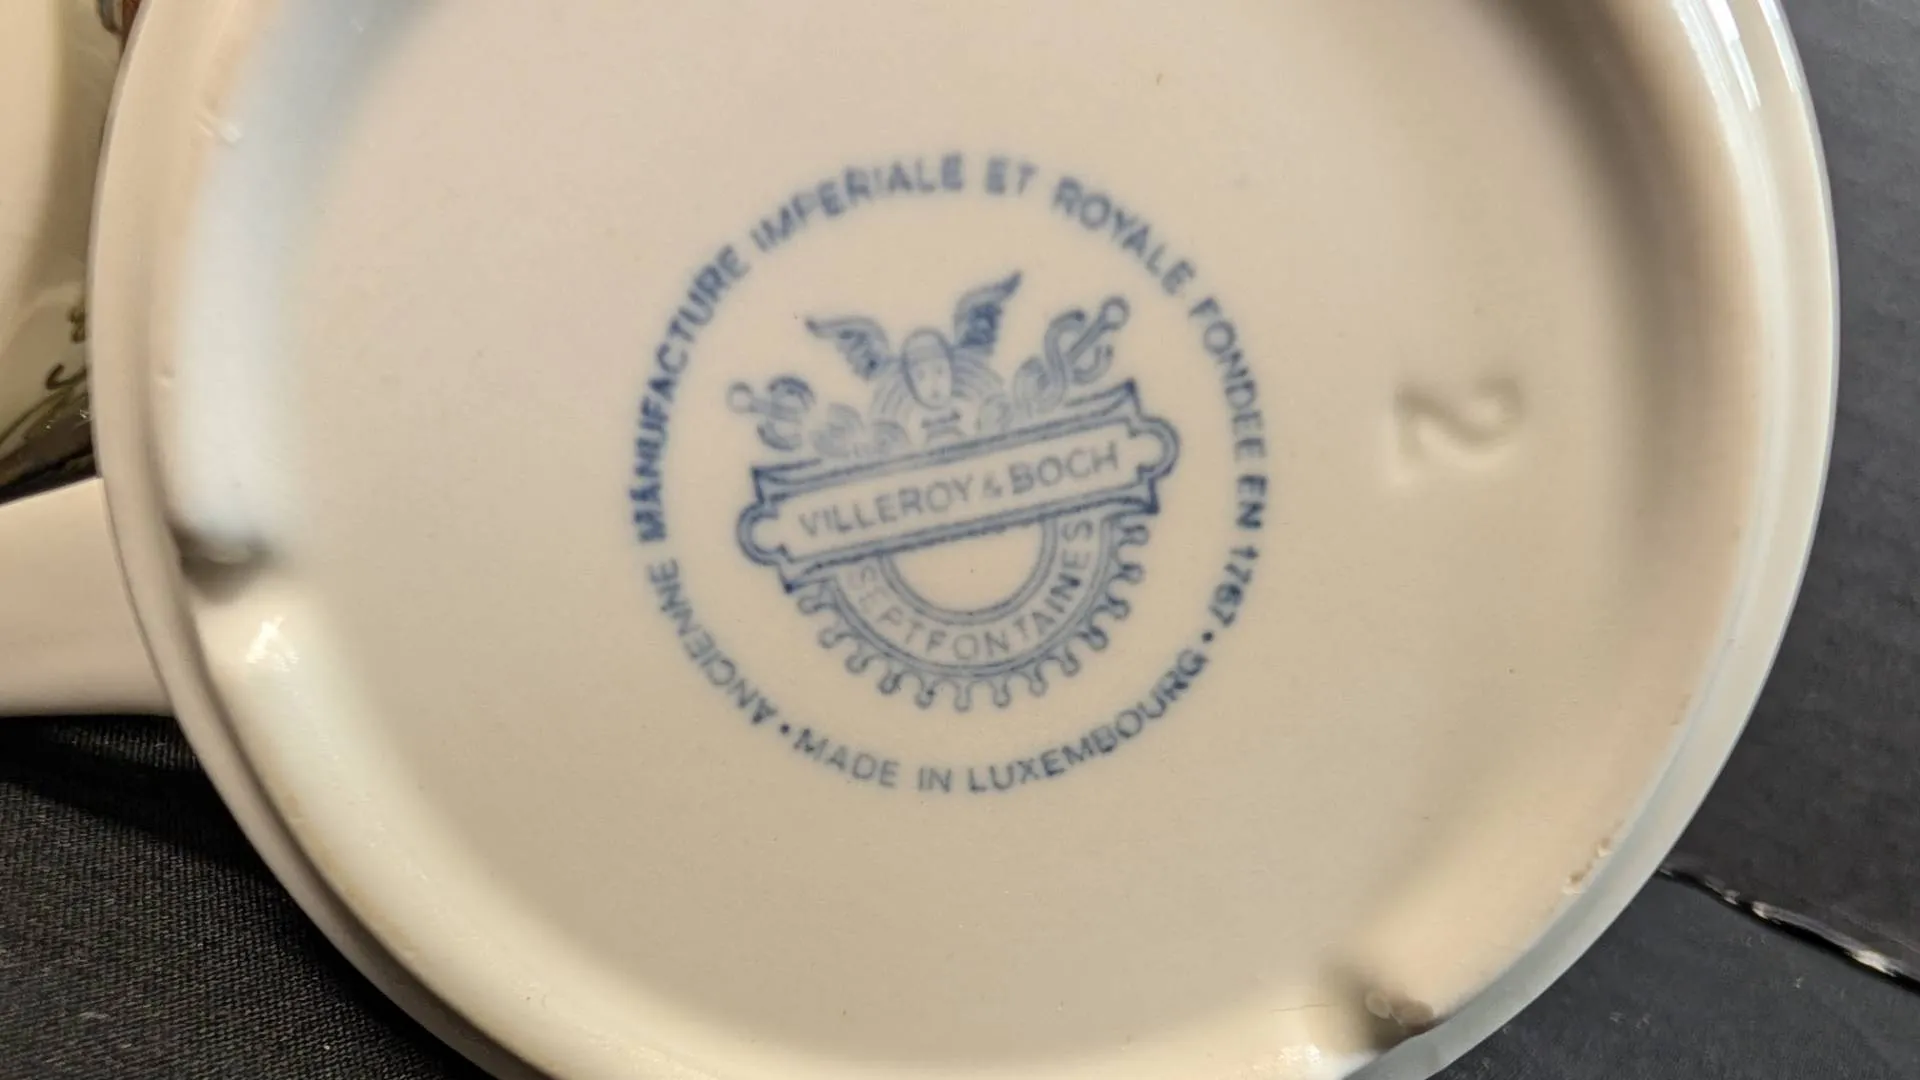 ANCIENNE MANUFACTURE IMPERIALE ET ROYALE FONDEE EN 1767 • MADE IN LUXEMBOURG •
VILLEROY & BOCH
SEPTFONTAINES
2